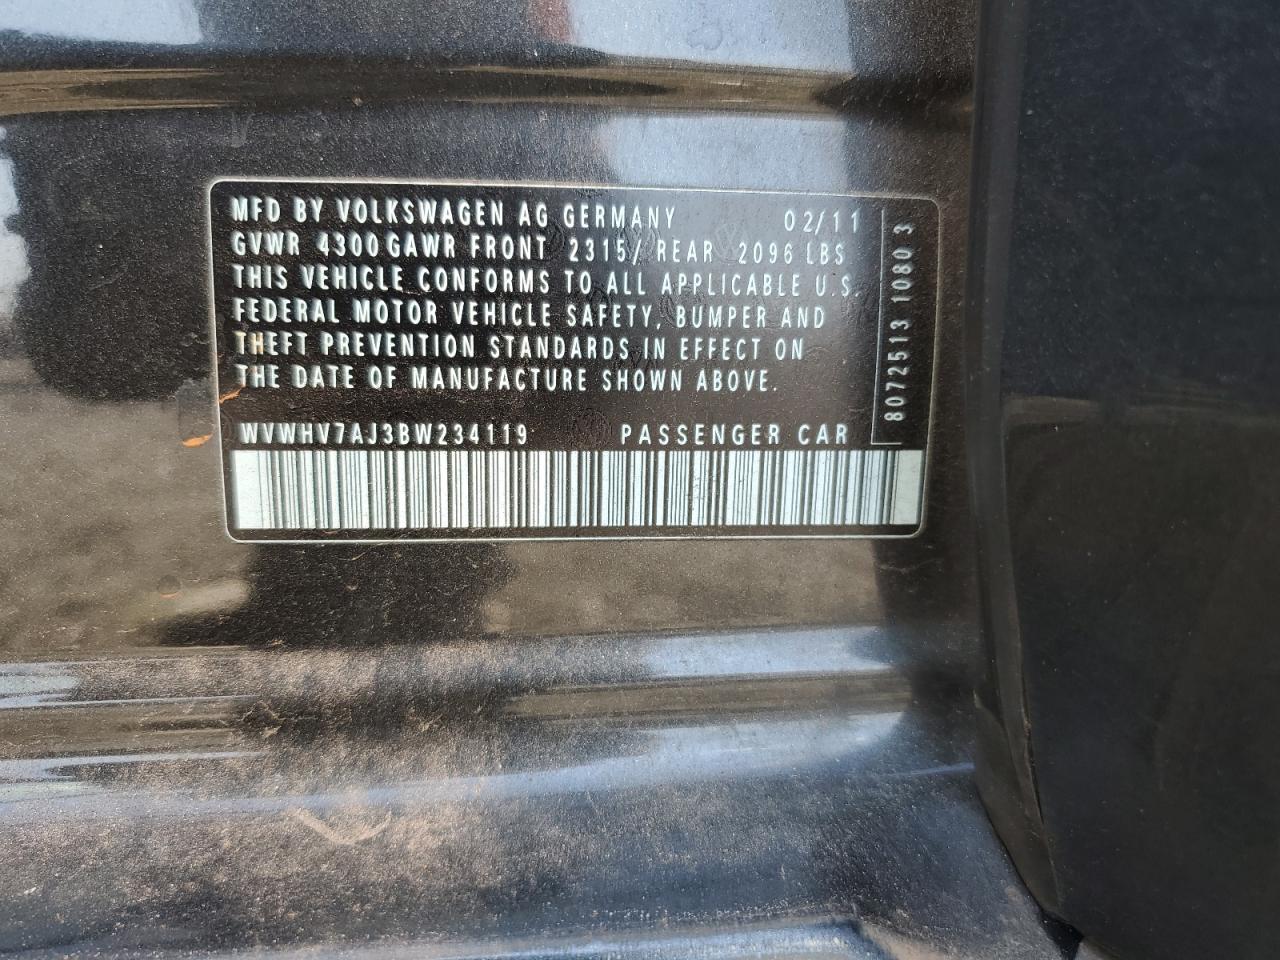 MFD BY VOLKSWAGEN AG GERMANY 02/11
GVWR 4300 GAWR FRONT 2315/ REAR 2096 LBS
THIS VEHICLE CONFORMS TO ALL APPLICABLE U.S.
FEDERAL MOTOR VEHICLE SAFETY, BUMPER AND
THEFT PREVENTION STANDARDS IN EFFECT ON
THE DATE OF MANUFACTURE SHOWN ABOVE.
WVWHV7AJ3BW234119 PASSENGER CAR
8072513 1080 3